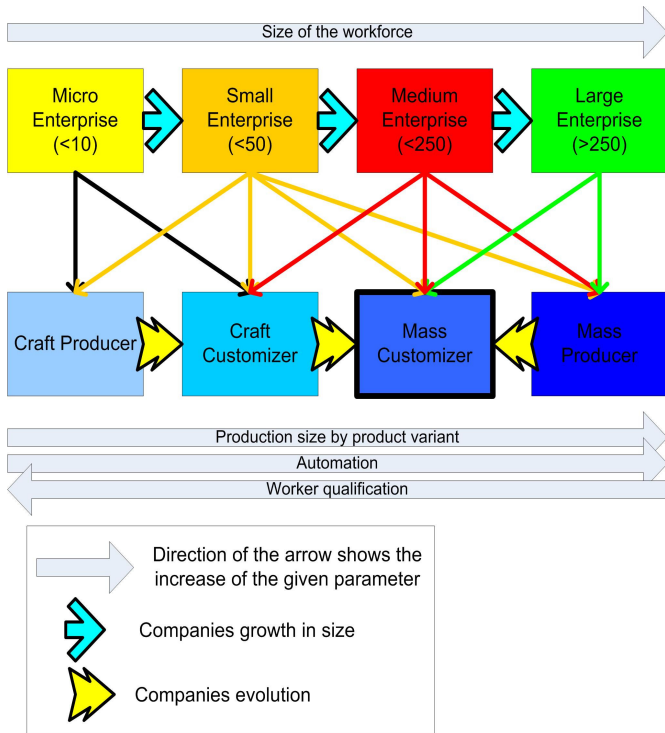 Size of the workforce
Micro
Enterprise
(<10)
Small
Enterprise
(<50)
Medium
Enterprise
(<250)
Large
Enterprise
(>250)
Craft Producer
Craft
Customizer
Mass
Customizer
Mass
Producer
Production size by product variant
Automation
Worker qualification
Direction of the arrow shows the
increase of the given parameter
Companies growth in size
Companies evolution